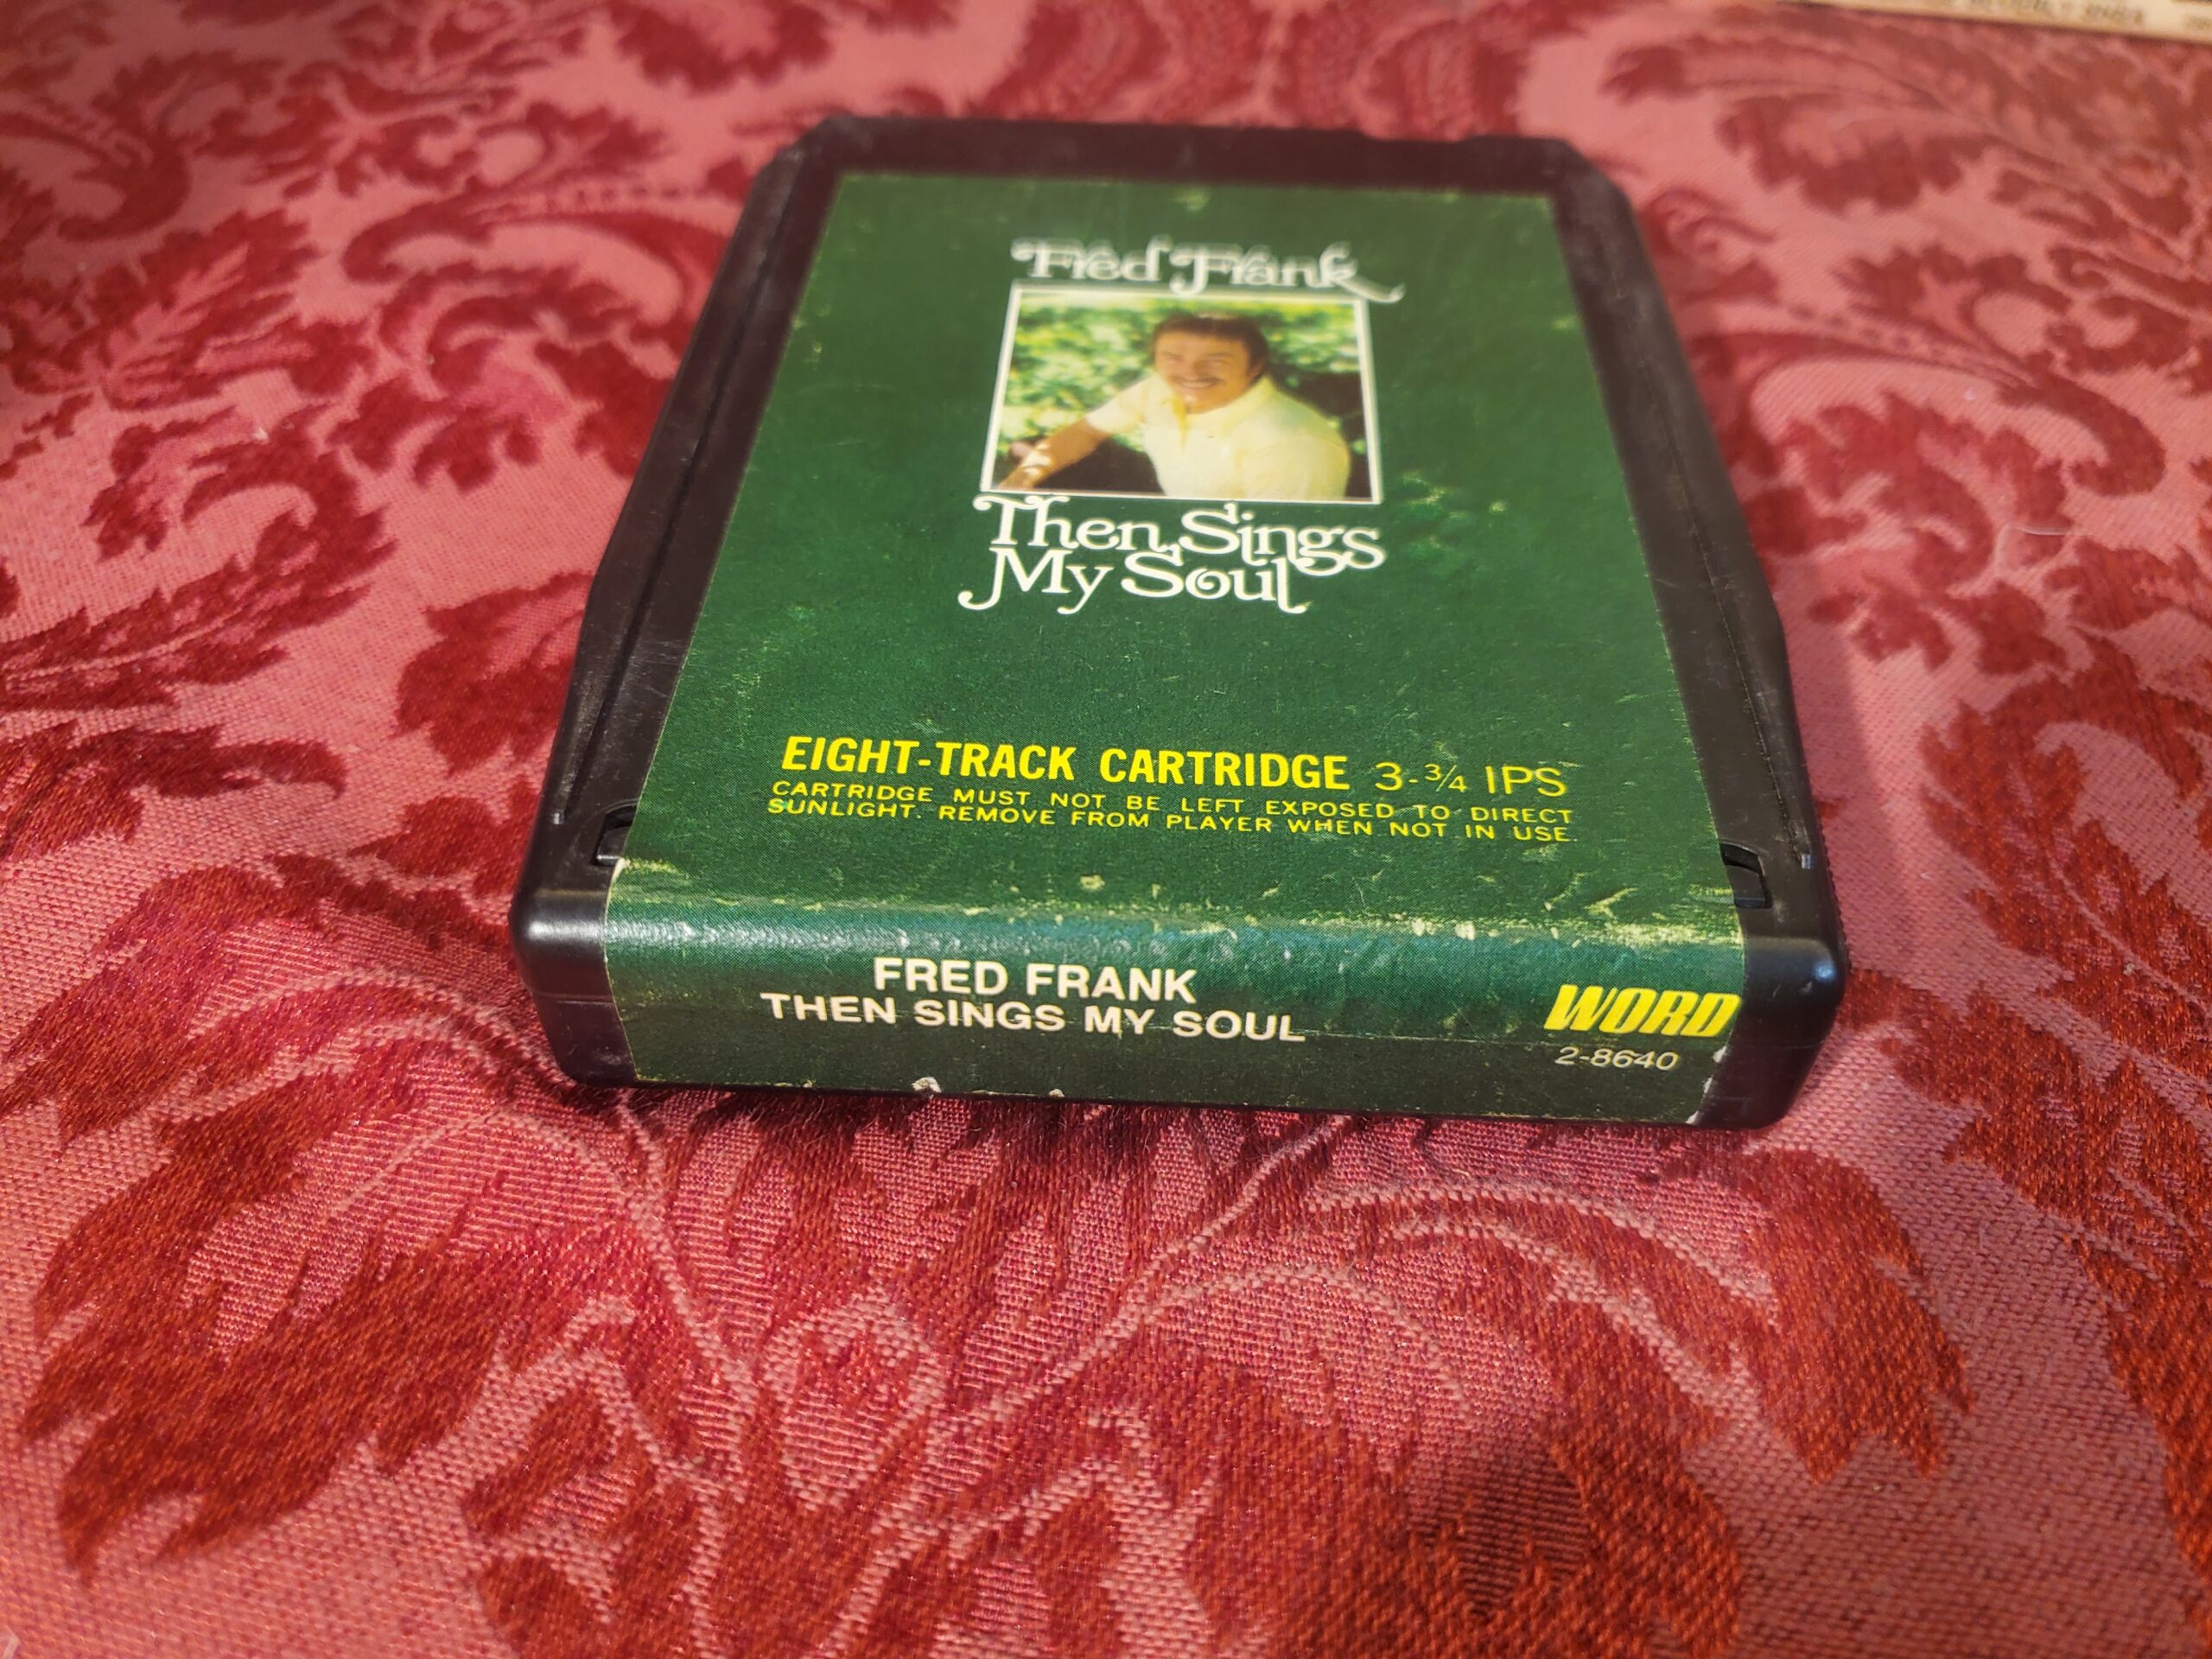 Fred Frank
Then Sings
My Soul
EIGHT-TRACK CARTRIDGE 3-3/4 IPS
CARTRIDGE MUST NOT BE LEFT EXPOSED TO DIRECT
SUNLIGHT. REMOVE FROM PLAYER WHEN NOT IN USE.
FRED FRANK
THEN SINGS MY SOUL
WORD
2-8640